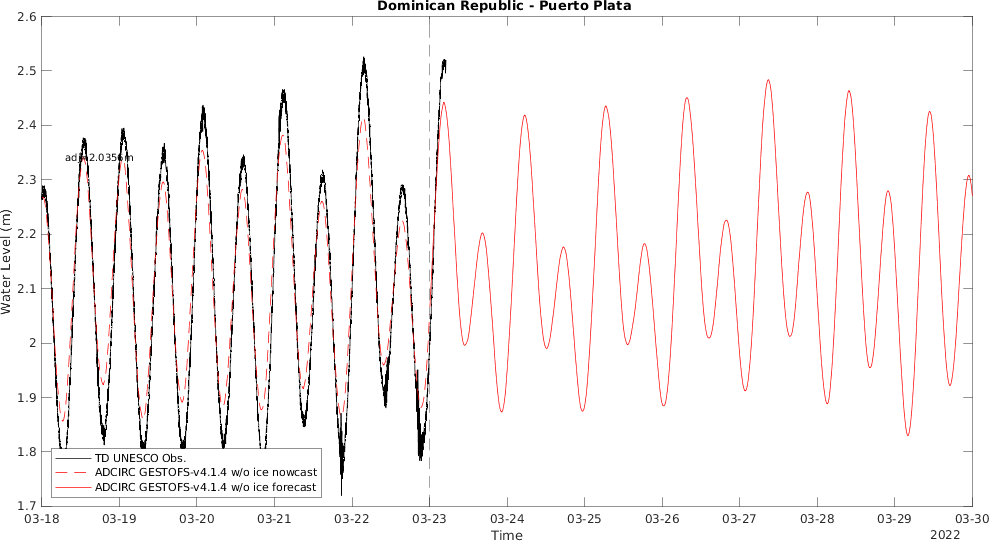 Dominican Republic - Puerto Plata
2.6
2.5
2.4
2.3
2.2
2.1
2
1.9
1.8
1.7
Water Level (m)
adj=2.0356m
TD UNESCO Obs.
ADCIRC GESTOFS-v4.1.4 w/o ice nowcast
ADCIRC GESTOFS-v4.1.4 w/o ice forecast
03-18 03-19 03-20 03-21 03-22 03-23 03-24 03-25 03-26 03-27 03-28 03-29 03-30
Time
2022